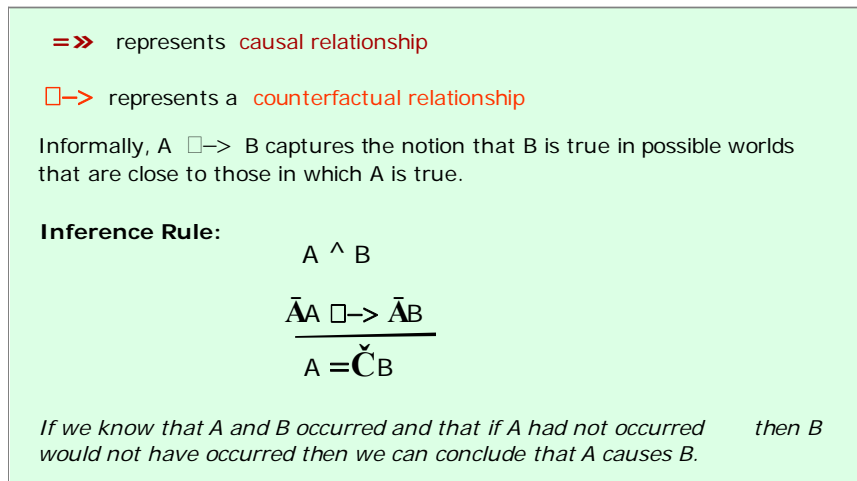 =» represents causal relationship
□–> represents a counterfactual relationship
Informally, A □–> B captures the notion that B is true in possible worlds
that are close to those in which A is true.
Inference Rule:
A ^ B
ĀA □–> ĀB
A =ČB
If we know that A and B occurred and that if A had not occurred then B
would not have occurred then we can conclude that A causes B.